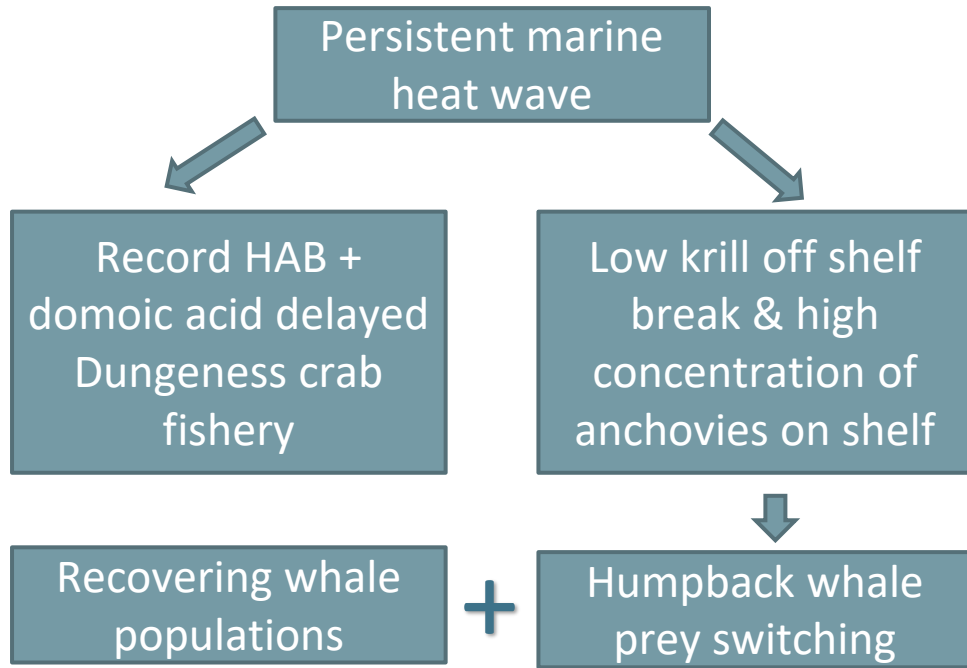 Persistent marine
heat wave
Record HAB +
domoic acid delayed
Dungeness crab
fishery
Low krill off shelf
break & high
concentration of
anchovies on shelf
Recovering whale
populations
+
Humpback whale
prey switching